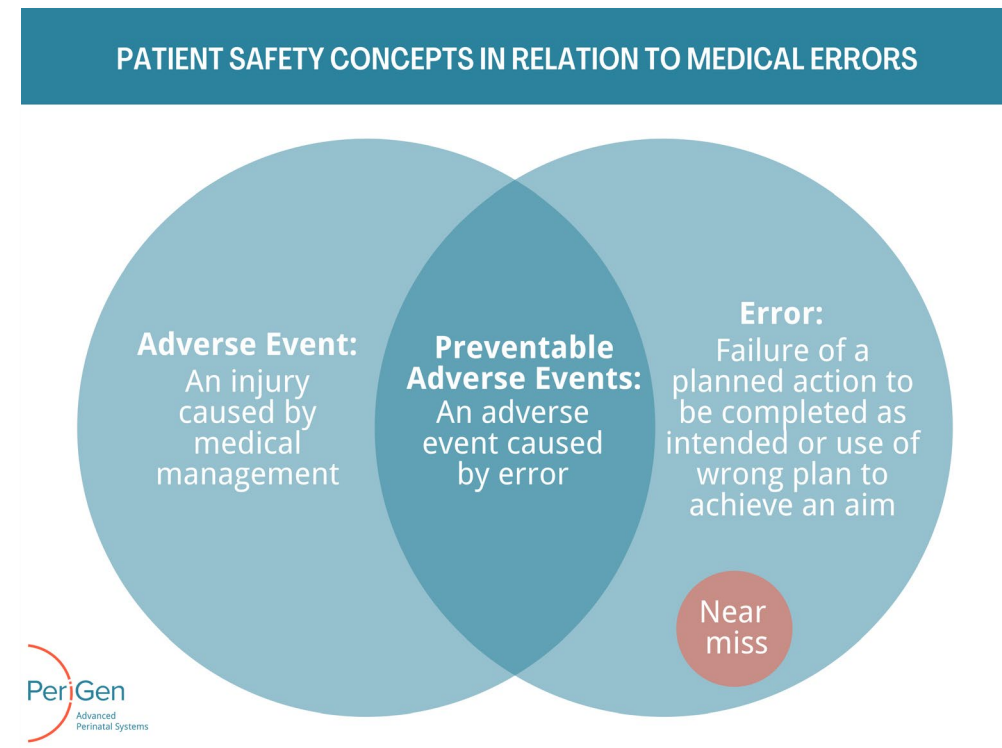 PATIENT SAFETY CONCEPTS IN RELATION TO MEDICAL ERRORS
Adverse Event:
An injury
caused by
medical
management
Preventable
Adverse Events:
An adverse
event caused
by error
Error:
Failure of a
planned action to
be completed as
intended or use of
wrong plan to
achieve an aim
Near
miss
PeriGen
Advanced
Perinatal Systems